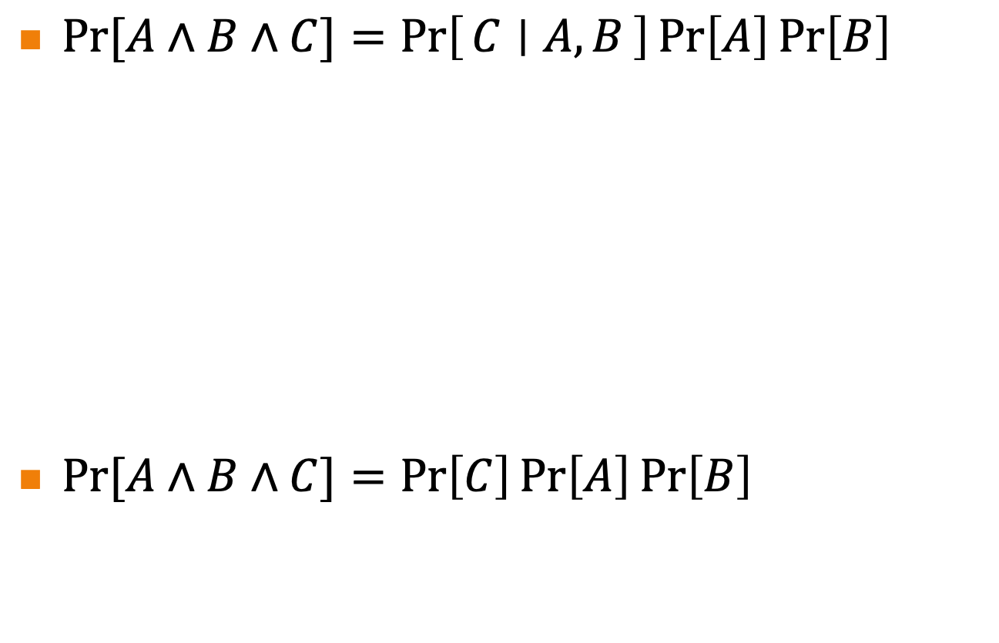 ▪ Pr[A ∧ B ∧ C] = Pr[ C | A, B ] Pr[A] Pr[B]
▪ Pr[A ∧ B ∧ C] = Pr[C] Pr[A] Pr[B]